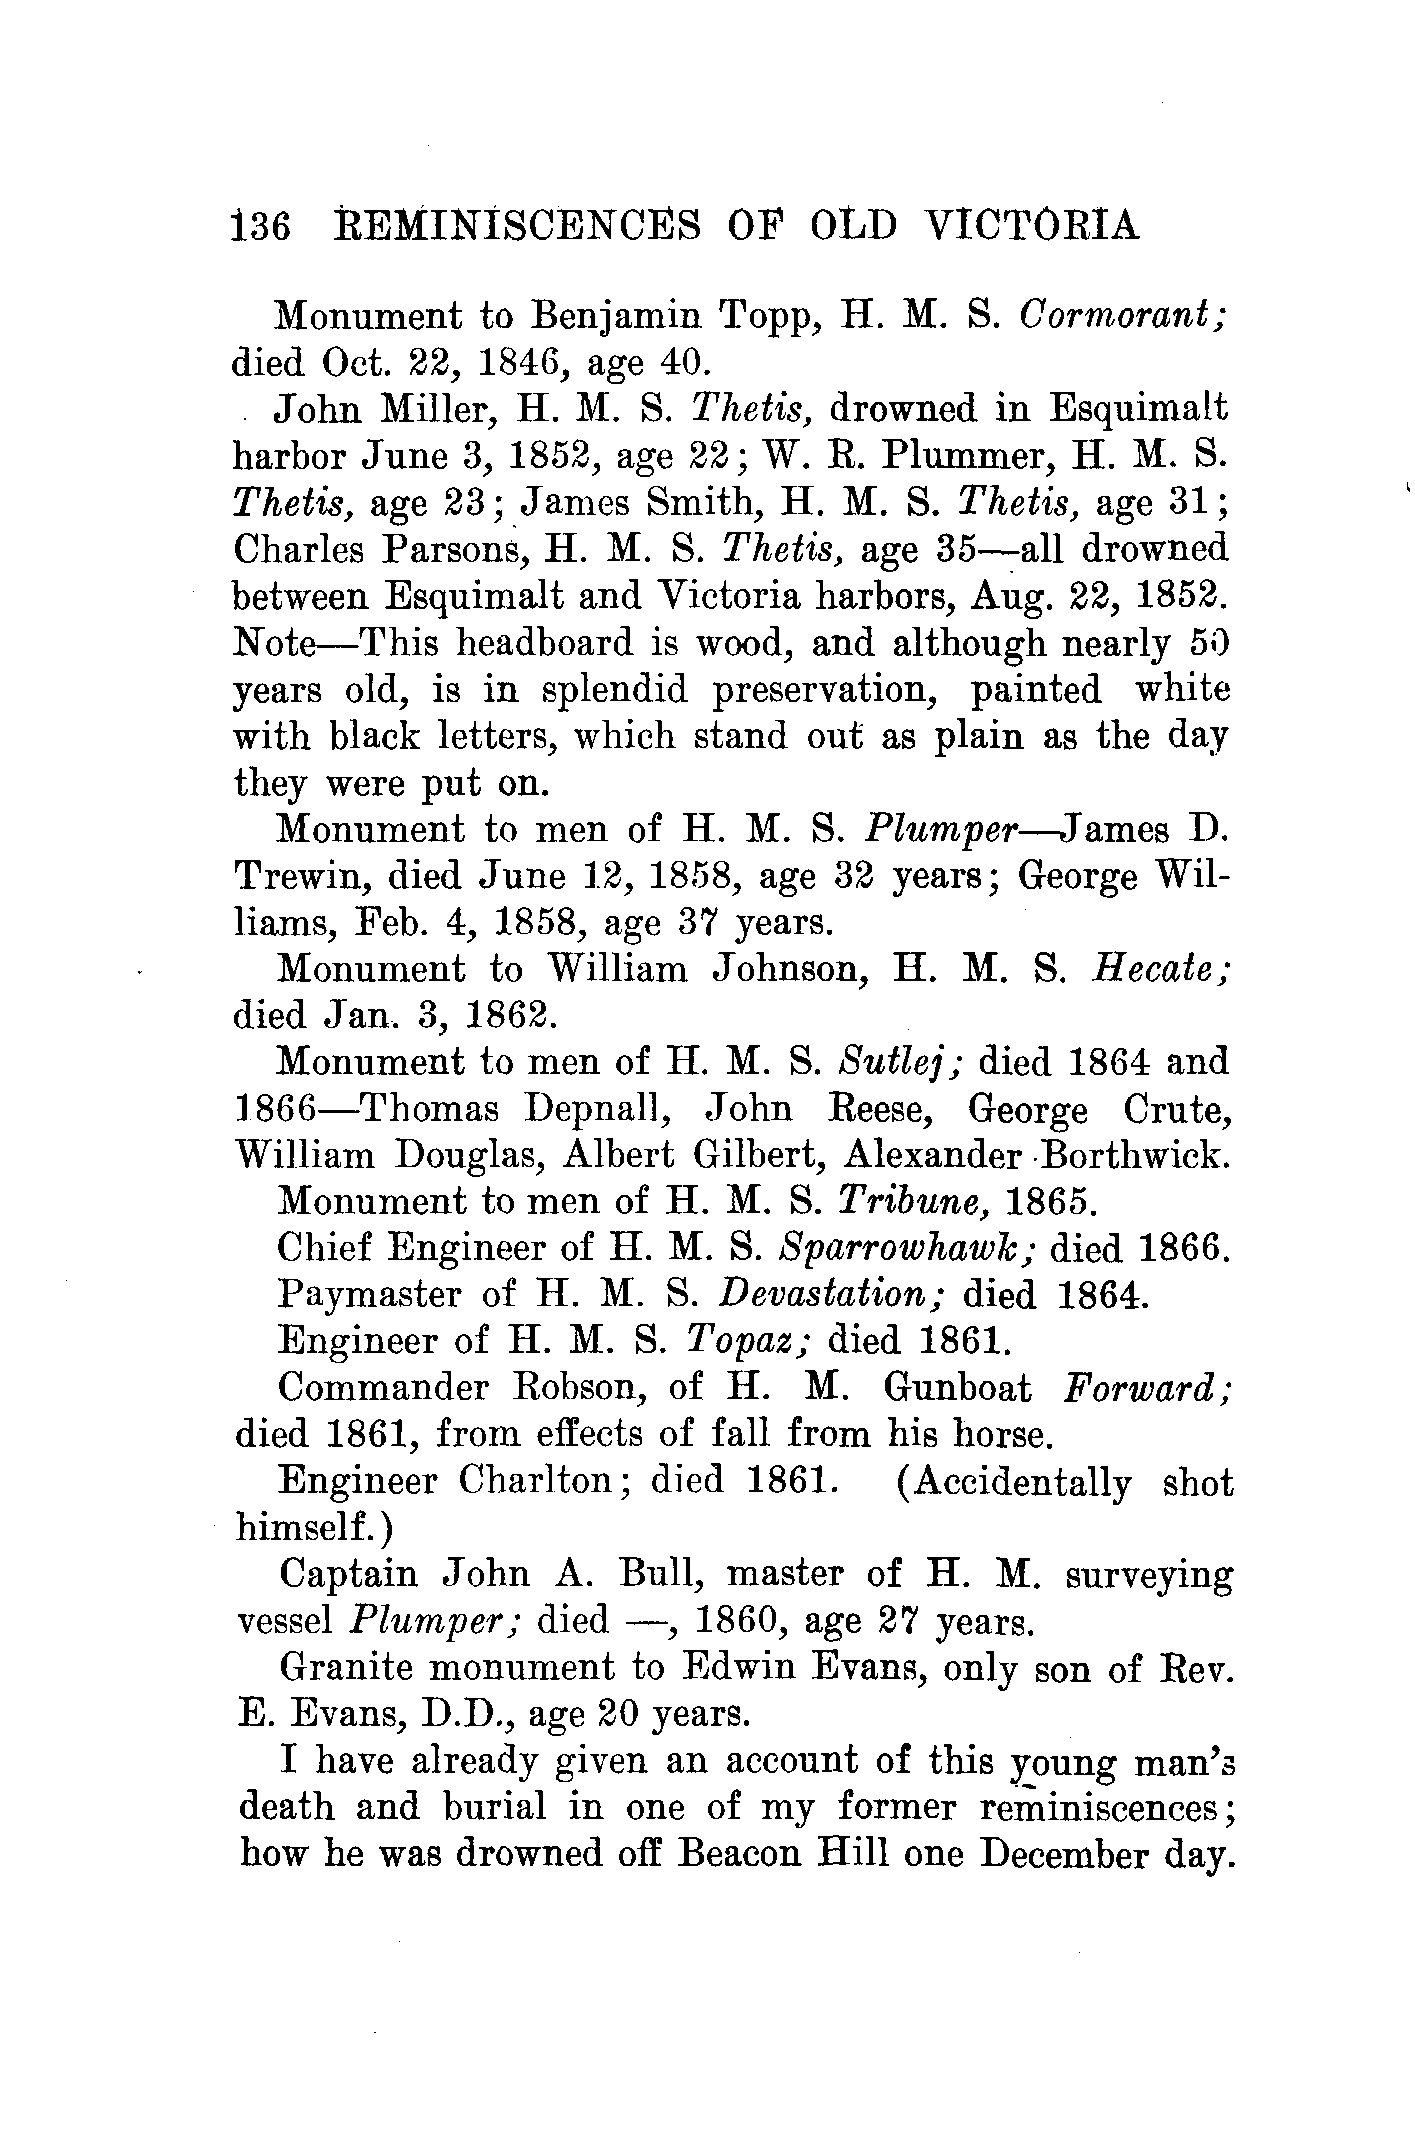 136 REMINISCENCES OF OLD VICTORIA
Monument to Benjamin Topp, H. M. S. Cormorant;
died Oct. 22, 1846, age 40.
John Miller, H. M. S. Thetis, drowned in Esquimalt
harbor June 3, 1852, age 22; W. R. Plummer, H. M. S.
Thetis, age 23; James Smith, H. M. S. Thetis, age 31;
Charles Parsons, H. M. S. Thetis, age 35—all drowned
between Esquimalt and Victoria harbors, Aug. 22, 1852.
Note—This headboard is wood, and although nearly 50
years old, is in splendid preservation, painted white
with black letters, which stand out as plain as the day
they were put on.
Monument to men of H. M. S. Plumper—James D.
Trewin, died June 12, 1858, age 32 years; George Wil-
liams, Feb. 4, 1858, age 37 years.
Monument to William Johnson, H. M. S. Hecate;
died Jan. 3, 1862.
Monument to men of H. M. S. Sutlej; died 1864 and
1866—Thomas Depnall, John Reese, George Crute,
William Douglas, Albert Gilbert, Alexander Borthwick.
Monument to men of H. M. S. Tribune, 1865.
Chief Engineer of H. M. S. Sparrowhawk; died 1866.
Paymaster of H. M. S. Devastation; died 1864.
Engineer of H. M. S. Topaz; died 1861.
Commander Robson, of H. M. Gunboat Forward;
died 1861, from effects of fall from his horse.
Engineer Charlton; died 1861. (Accidentally shot
himself.)
Captain John A. Bull, master of H. M. surveying
vessel Plumper; died —, 1860, age 27 years.
Granite monument to Edwin Evans, only son of Rev.
E. Evans, D.D., age 20 years.
I have already given an account of this young man's
death and burial in one of my former reminiscences;
how he was drowned off Beacon Hill one December day.